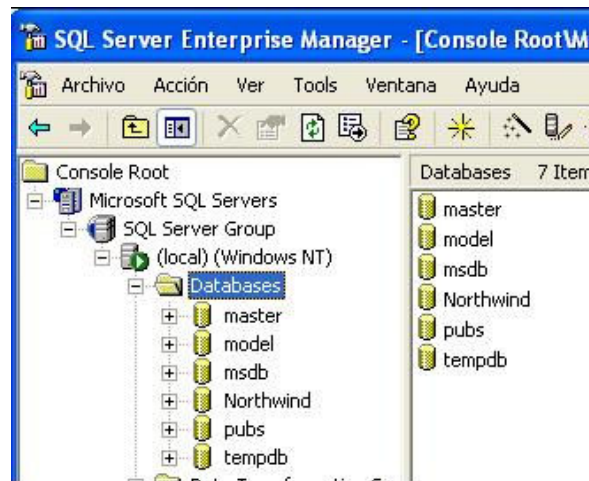 SQL Server Enterprise Manager - [Console Root\M
Archivo Acción Ver Tools Ventana Ayuda
Console Root
Microsoft SQL Servers
SQL Server Group
(local) (Windows NT)
Databases
master
model
msdb
Northwind
pubs
tempdb
Databases 7 Item
master
model
msdb
Northwind
pubs
tempdb